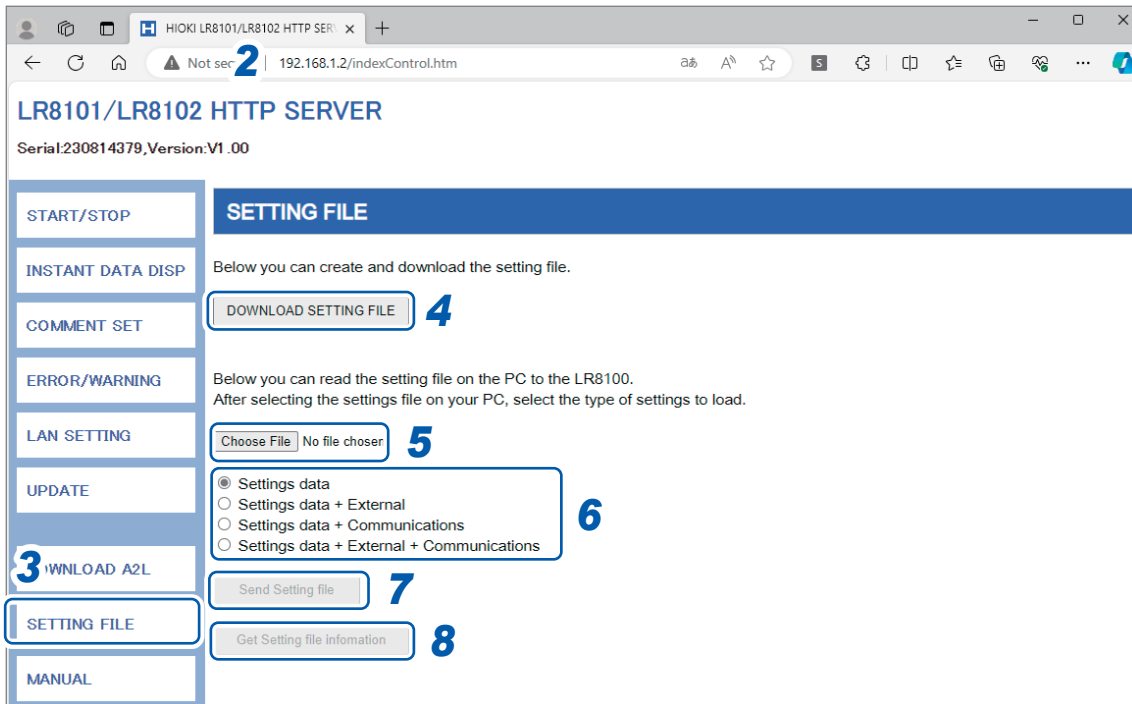 HIOKI LR8101/LR8102 HTTP SER
2
Not sec 192.168.1.2/indexControl.htm
LR8101/LR8102 HTTP SERVER
Serial:230814379,Version:V1.00
START/STOP
INSTANT DATA DISP
COMMENT SET
ERROR/WARNING
LAN SETTING
UPDATE
3
WNLOAD A2L
SETTING FILE
MANUAL
SETTING FILE
Below you can create and download the setting file.
DOWNLOAD SETTING FILE 4
Below you can read the setting file on the PC to the LR8100.
After selecting the settings file on your PC, select the type of settings to load.
Choose File No file chosen 5
Settings data
Settings data + External
Settings data + Communications
Settings data + External + Communications
6
Send Setting file 7
Get Setting file infomation 8